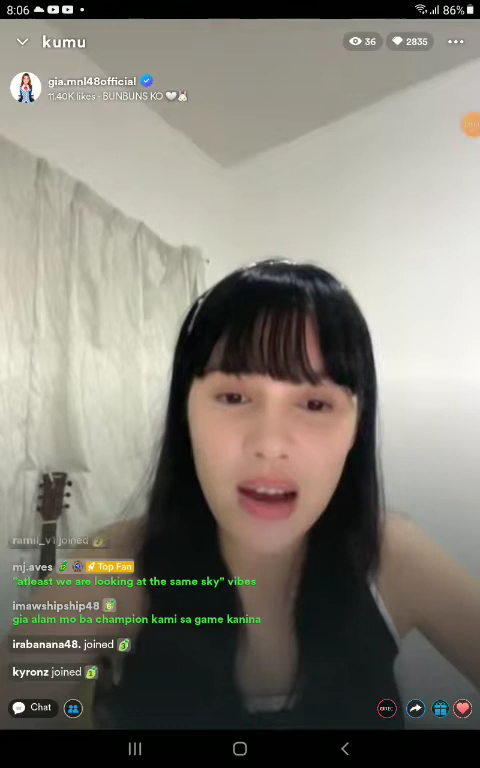 8:06
86%
kumu
36
2835
gia.mnl48official
11.40K likes · BUNBUNS KO
ramil_v1 joined
mj.aves
Top Fan
"atleast we are looking at the same sky" vibes
imawshipship48
6
gia alam mo ba champion kami sa game kanina
irabanana48. joined
kyronz joined
Chat